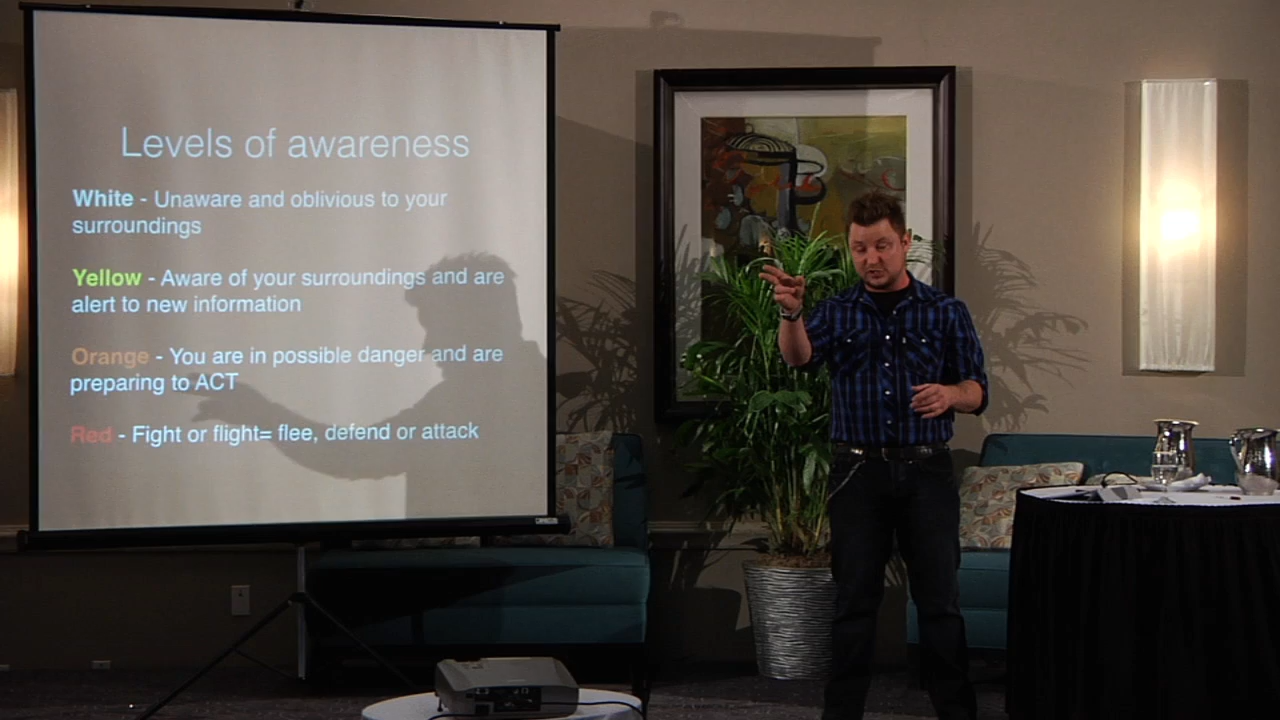 Levels of awareness
White - Unaware and oblivious to your
surroundings
Yellow - Aware of your surroundings and are
alert to new information
Orange - You are in possible danger and are
preparing to ACT
Red - Fight or flight= flee, defend or attack